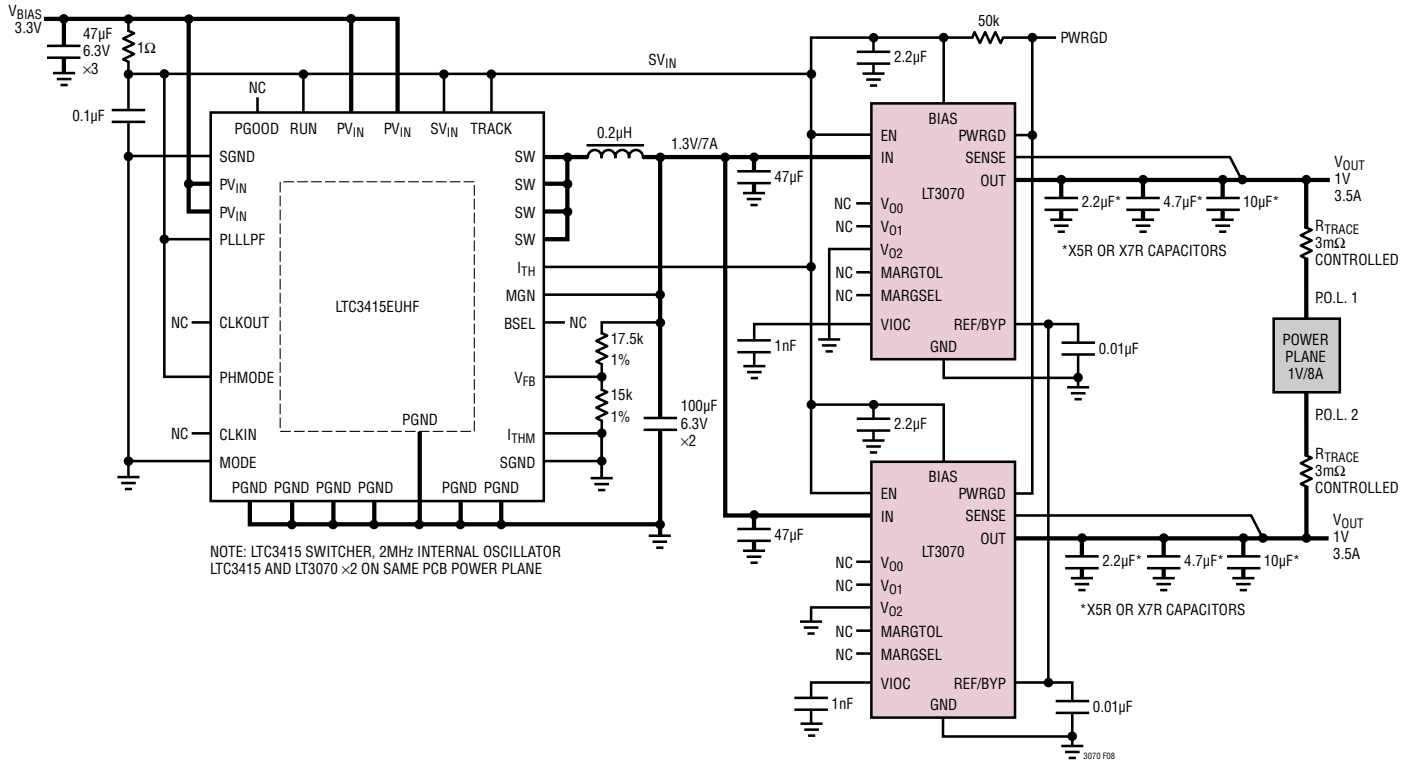 VBIAS
3.3V
47µF
6.3V
×3
1Ω
0.1µF
NC
PGOOD RUN PVIN PVIN SVIN TRACK
SGND
PVIN
PVIN
PLLLPF
NC CLKOUT
PHMODE
NC CLKIN
MODE
LTC3415EUHF
PGND
PGND PGND PGND PGND PGND PGND
SW
SW
SW
SW
ITH
MGN
BSEL NC
VFB
ITHM
SGND
0.2µH
1.3V/7A
17.5k
1%
15k
1%
100µF
6.3V
×2
NOTE: LTC3415 SWITCHER, 2MHz INTERNAL OSCILLATOR
LTC3415 AND LT3070 ×2 ON SAME PCB POWER PLANE
SVIN
2.2µF
50k
PWRGD
47µF
BIAS
EN
IN
NC VO0
NC VO1
VO2
NC MARGTOL
NC MARGSEL
VIOC
1nF
LT3070
PWRGD
SENSE
OUT
REF/BYP
GND
0.01µF
2.2µF* 4.7µF* 10µF*
*X5R OR X7R CAPACITORS
VOUT
1V
3.5A
RTRACE
3mΩ
CONTROLLED
P.O.L. 1
POWER
PLANE
1V/8A
P.O.L. 2
RTRACE
3mΩ
CONTROLLED
VOUT
1V
3.5A
2.2µF
47µF
BIAS
EN
IN
NC VO0
NC VO1
VO2
NC MARGTOL
NC MARGSEL
VIOC
1nF
LT3070
PWRGD
SENSE
OUT
REF/BYP
GND
0.01µF
2.2µF* 4.7µF* 10µF*
*X5R OR X7R CAPACITORS
3070 F08